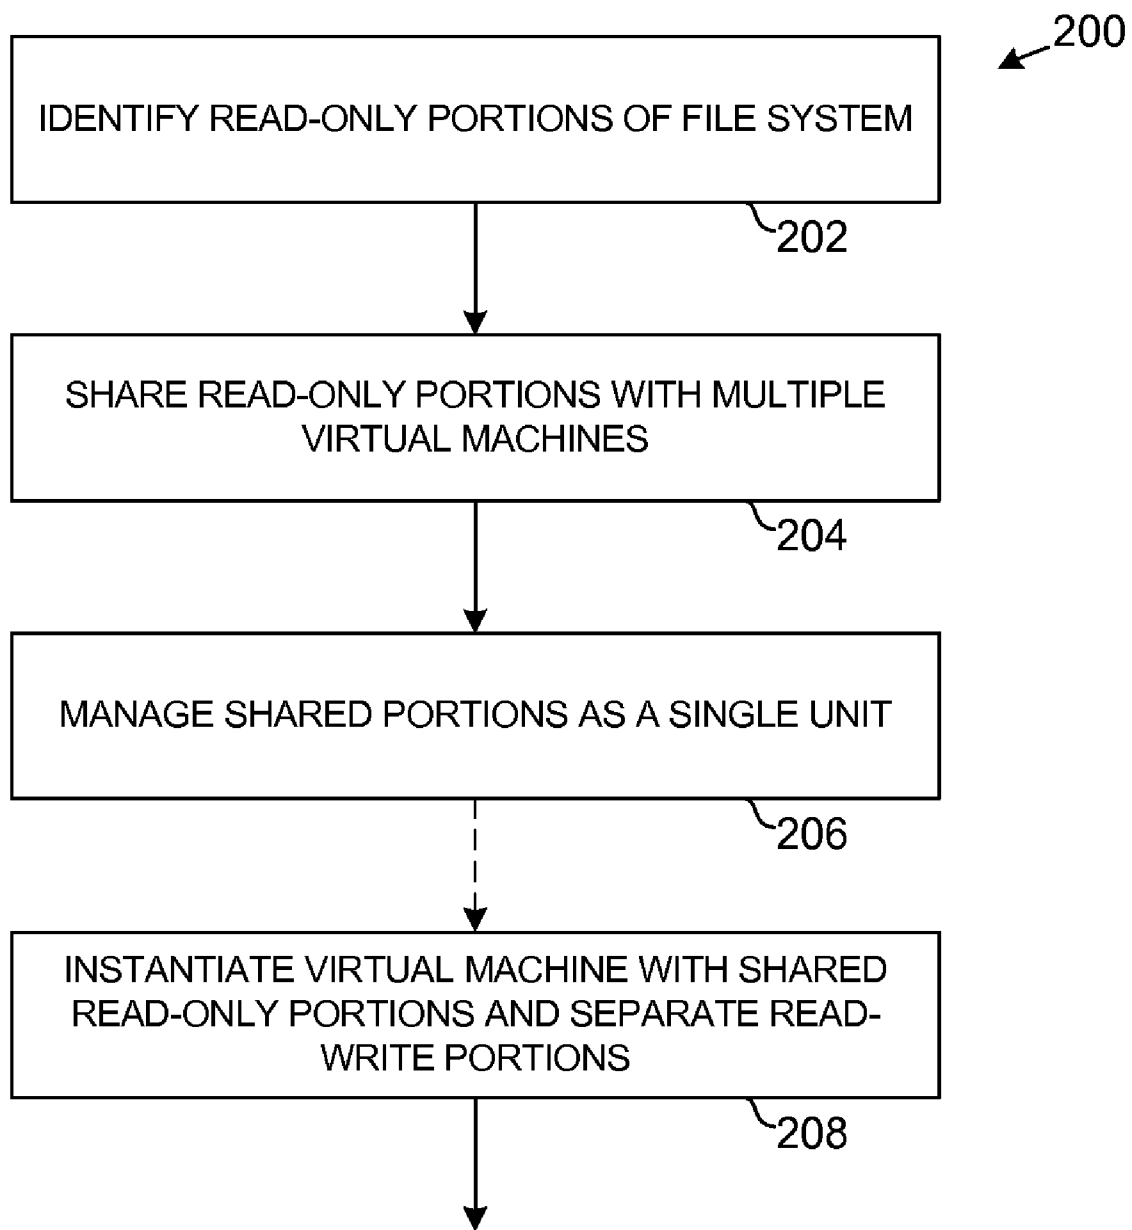 200
IDENTIFY READ-ONLY PORTIONS OF FILE SYSTEM
202
SHARE READ-ONLY PORTIONS WITH MULTIPLE
VIRTUAL MACHINES
204
MANAGE SHARED PORTIONS AS A SINGLE UNIT
206
INSTANTIATE VIRTUAL MACHINE WITH SHARED
READ-ONLY PORTIONS AND SEPARATE READ-
WRITE PORTIONS
208